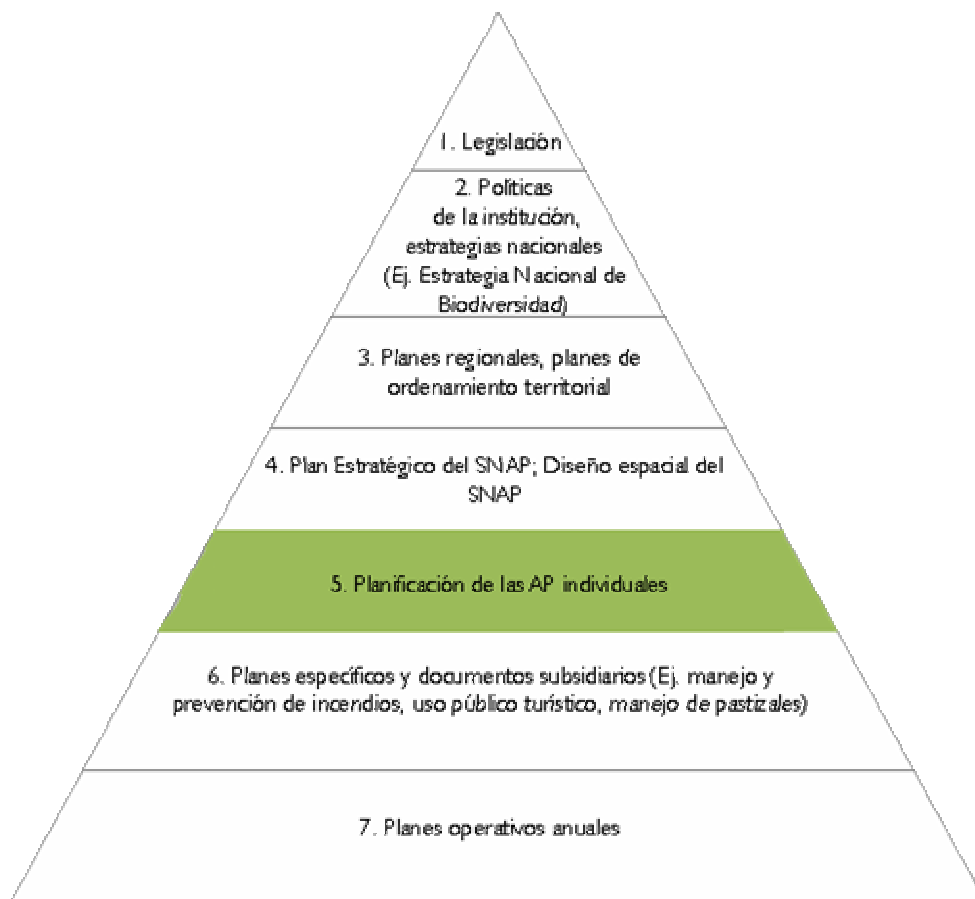 1. Legislación
2. Políticas
de la institución,
estrategias nacionales
(Ej. Estrategia Nacional de
Biodiversidad)
3. Planes regionales, planes de
ordenamiento territorial
4. Plan Estratégico del SNAP; Diseño espacial del
SNAP
5. Planificación de las AP individuales
6. Planes específicos y documentos subsidiarios (Ej. manejo y
prevención de incendios, uso público turístico, manejo de pastizales)
7. Planes operativos anuales